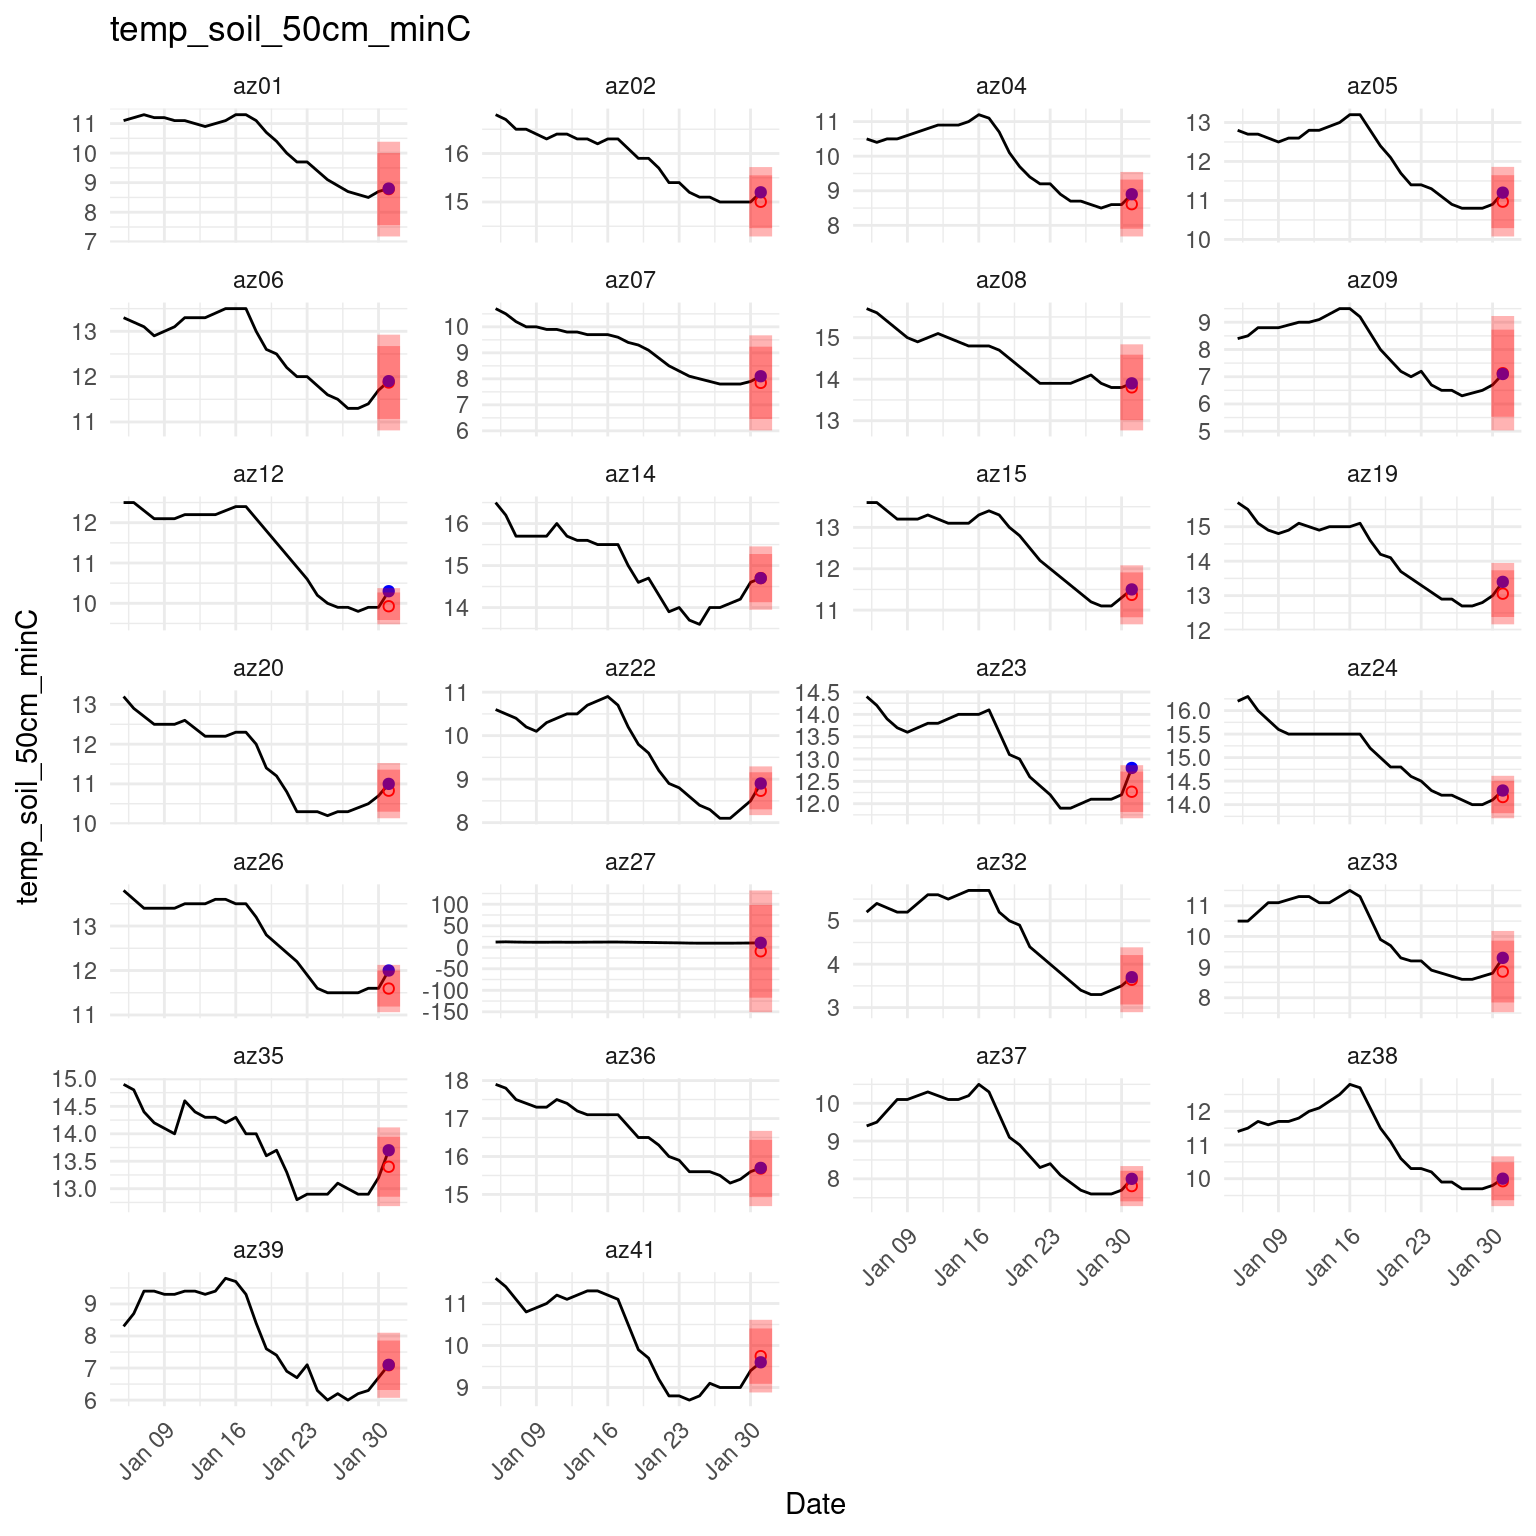 temp_soil_50cm_minC
az01 az02 az04 az05
11 10 9 8 7
16 15
11 10 9 8
13 12 11 10
az06 az07 az08 az09
13 12 11
10 9 8 7 6
15 14 13
9 8 7 6 5
az12 az14 az15 az19
12 11 10
16 15 14
13 12 11
15 14 13 12
az20 az22 az23 az24
13 12 11 10
11 10 9 8
14.5 14.0 13.5 13.0 12.5 12.0
16.0 15.5 15.0 14.5 14.0
az26 az27 az32 az33
13 12 11
100 50 0 -50 -100 -150
5 4 3
11 10 9 8
az35 az36 az37 az38
15.0 14.5 14.0 13.5 13.0
18 17 16 15
10 9 8
12 11 10
Jan 09 Jan 16 Jan 23 Jan 30
Jan 09 Jan 16 Jan 23 Jan 30
az39 az41
9 8 7 6
11 10 9
Jan 09 Jan 16 Jan 23 Jan 30
Jan 09 Jan 16 Jan 23 Jan 30
temp_soil_50cm_minC
Date